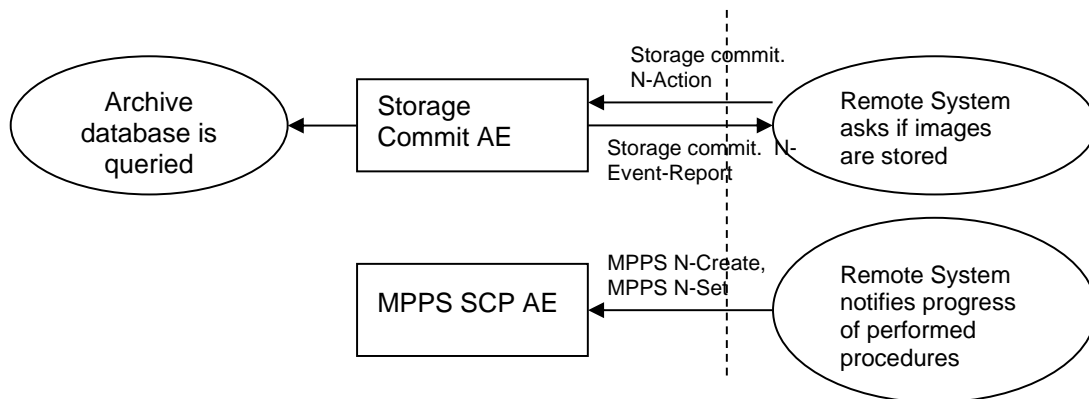 Archive
database is
queried
Storage
Commit AE
Storage commit.
N-Action
Storage commit. N-
Event-Report
Remote System
asks if images
are stored
MPPS SCP AE
MPPS N-Create,
MPPS N-Set
Remote System
notifies progress
of performed
procedures